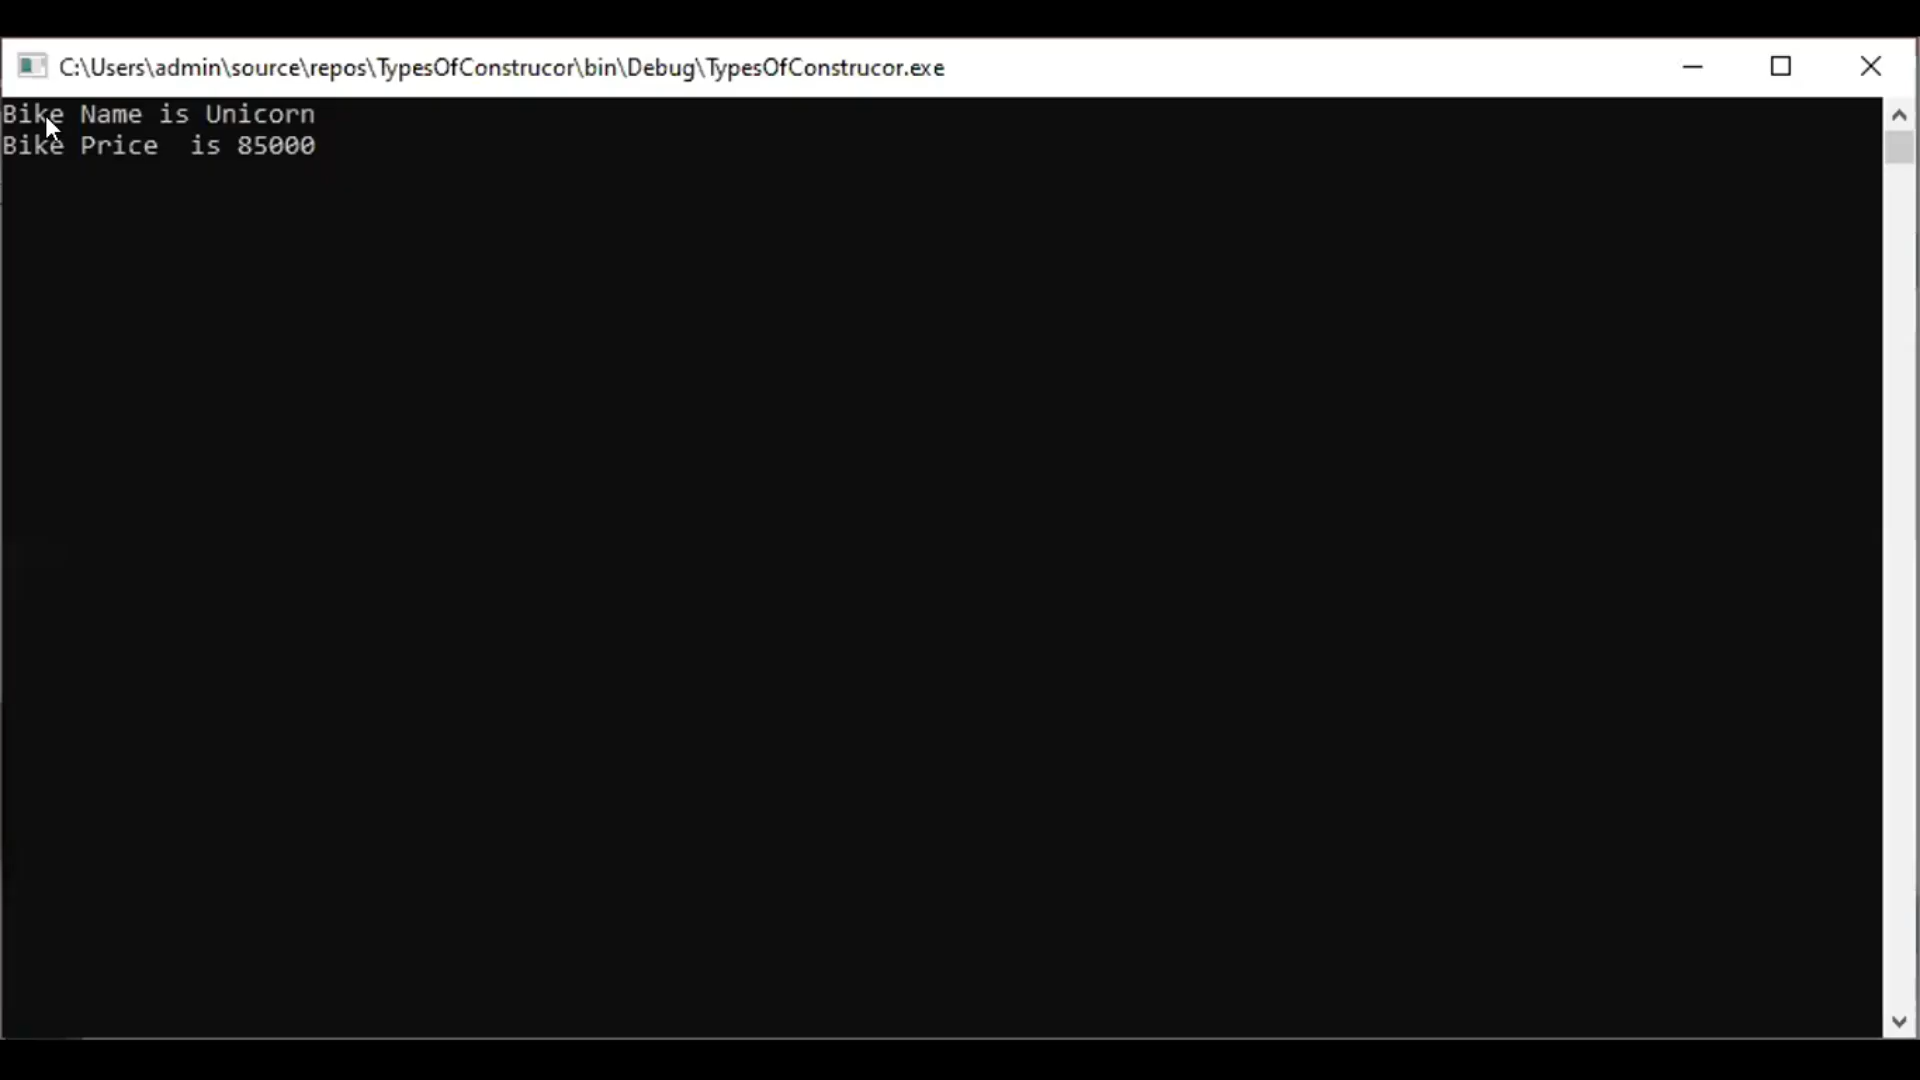 C:\Users\admin\source\repos\TypesOfConstrucor\bin\Debug\TypesOfConstrucor.exe
Bike Name is Unicorn
Bike Price  is 85000